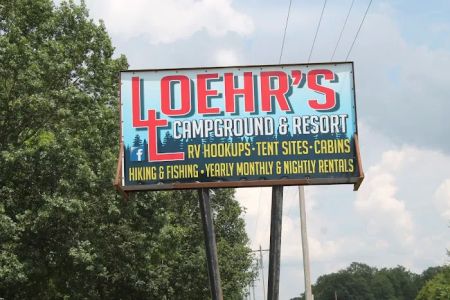 LOEHR'S
CAMPGROUND & RESORT
f RV HOOKUPS · TENT SITES · CABINS
HIKING & FISHING · YEARLY MONTHLY & NIGHTLY RENTALS